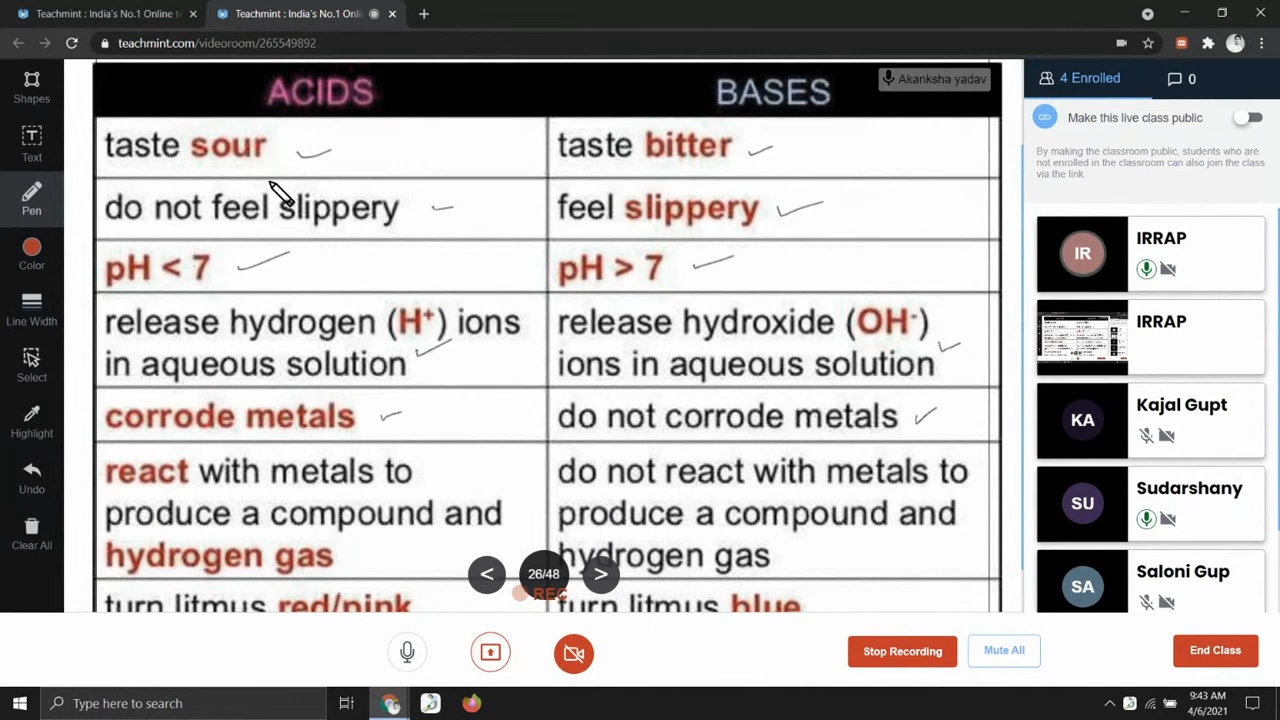 Teachmint: India's No.1 Online t
Teachmint: India's No.1 Onli
teachmint.com/videoroom/265549892
Shapes
Text
Pen
Color
Line Width
Select
Highlight
Undo
Clear All
ACIDS
BASES
Akanksha yadav
taste sour
taste bitter
do not feel slippery
feel slippery
pH < 7
pH > 7
release hydrogen (H+) ions
in aqueous solution
release hydroxide (OH-)
ions in aqueous solution
corrode metals
do not corrode metals
react with metals to
produce a compound and
hydrogen gas
do not react with metals to
produce a compound and
hydrogen gas
turn litmus red/pink
turn litmus blue
<
26/48
>
REC
4 Enrolled
0
Make this live class public
By making the classroom public, students who are
not enrolled in the classroom can also join the class
via the link
IR
IRRAP
IRRAP
KA
Kajal Gupt
SU
Sudarshany
SA
Saloni Gup
Stop Recording
Mute All
End Class
Type here to search
9:43 AM
4/6/2021